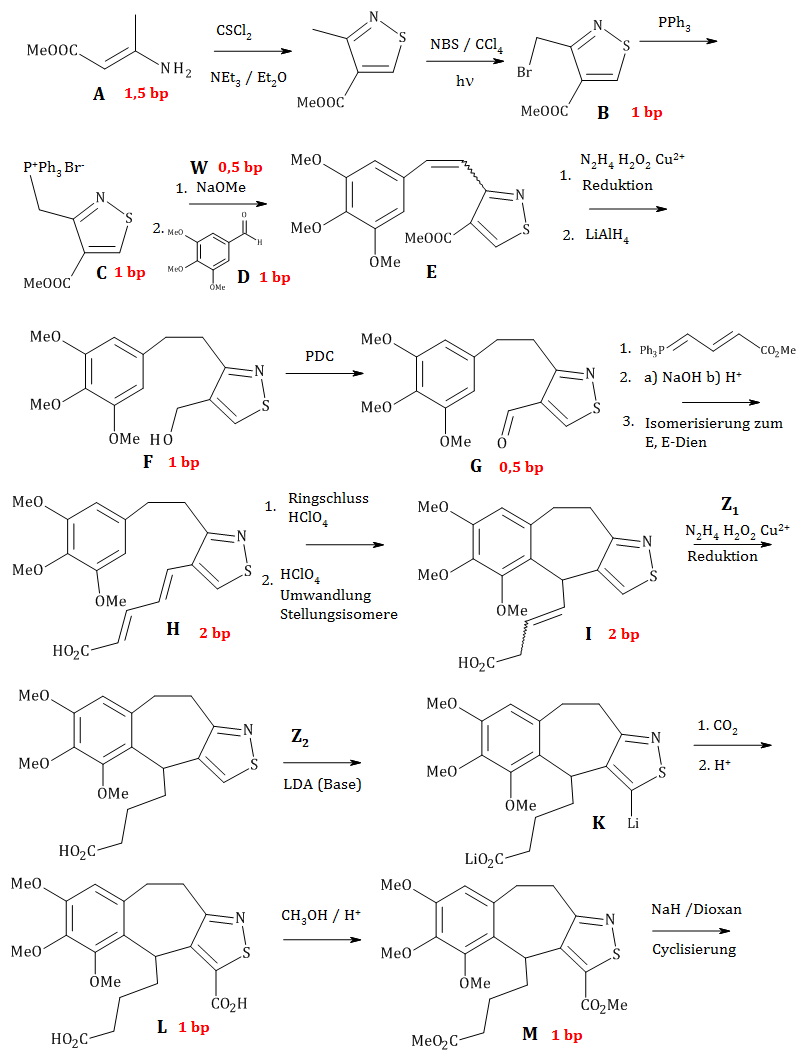 CSCl2
NEt3 / Et2O
MeOOC
NH2
A 1,5 bp
N
S
MeOOC
NBS / CCl4
hν
N
S
Br
MeOOC
B 1 bp
PPh3
P+Ph3Br-
N
S
MeOOC
C 1 bp
W 0,5 bp
1. NaOMe
2.
MeO
MeO
OMe
O
H
D 1 bp
MeO
MeO
OMe
N
S
MeOOC
E
1. N2H4 H2O2 Cu2+
Reduktion
2. LiAlH4
MeO
MeO
OMe
HO
N
S
F 1 bp
PDC
MeO
MeO
OMe
O
N
S
G 0,5 bp
1. Ph3P CO2Me
2. a) NaOH b) H+
3. Isomerisierung zum
E, E-Dien
MeO
MeO
OMe
N
S
HO2C
H 2 bp
1. Ringschluss
HClO4
2. HClO4
Umwandlung
Stellungsisomere
MeO
MeO
OMe
N
S
HO2C
I 2 bp
Z1
N2H4 H2O2 Cu2+
Reduktion
MeO
MeO
OMe
N
S
HO2C
Z2
LDA (Base)
MeO
MeO
OMe
N
S
Li
LiO2C
K
1. CO2
2. H+
MeO
MeO
OMe
N
S
CO2H
HO2C
L 1 bp
CH3OH / H+
MeO
MeO
OMe
N
S
CO2Me
MeO2C
M 1 bp
NaH /Dioxan
Cyclisierung